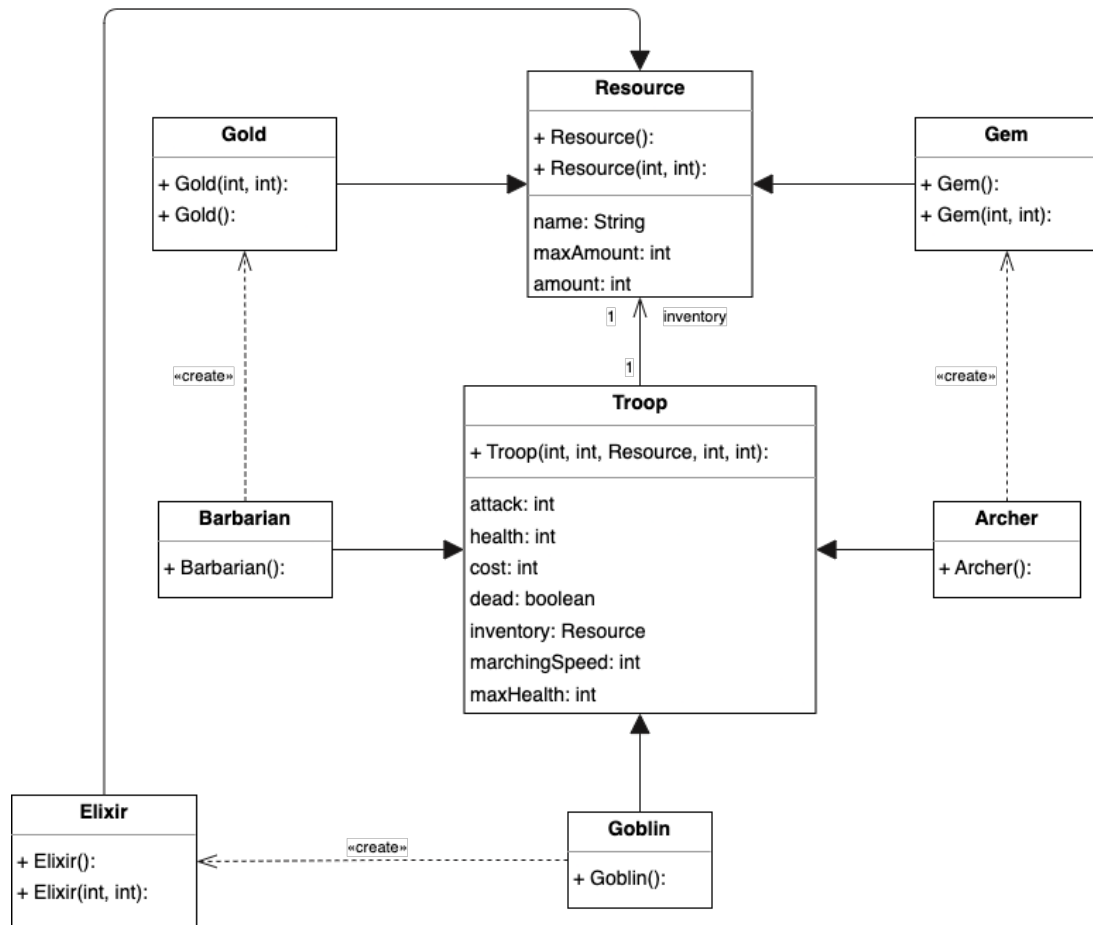 Resource
+ Resource():
+ Resource(int, int):
name: String
maxAmount: int
amount: int
Gold
+ Gold(int, int):
+ Gold():
Gem
+ Gem():
+ Gem(int, int):
1
inventory
1
«create»
«create»
Troop
+ Troop(int, int, Resource, int, int):
attack: int
health: int
cost: int
dead: boolean
inventory: Resource
marchingSpeed: int
maxHealth: int
Barbarian
+ Barbarian():
Archer
+ Archer():
Elixir
+ Elixir():
+ Elixir(int, int):
«create»
Goblin
+ Goblin():